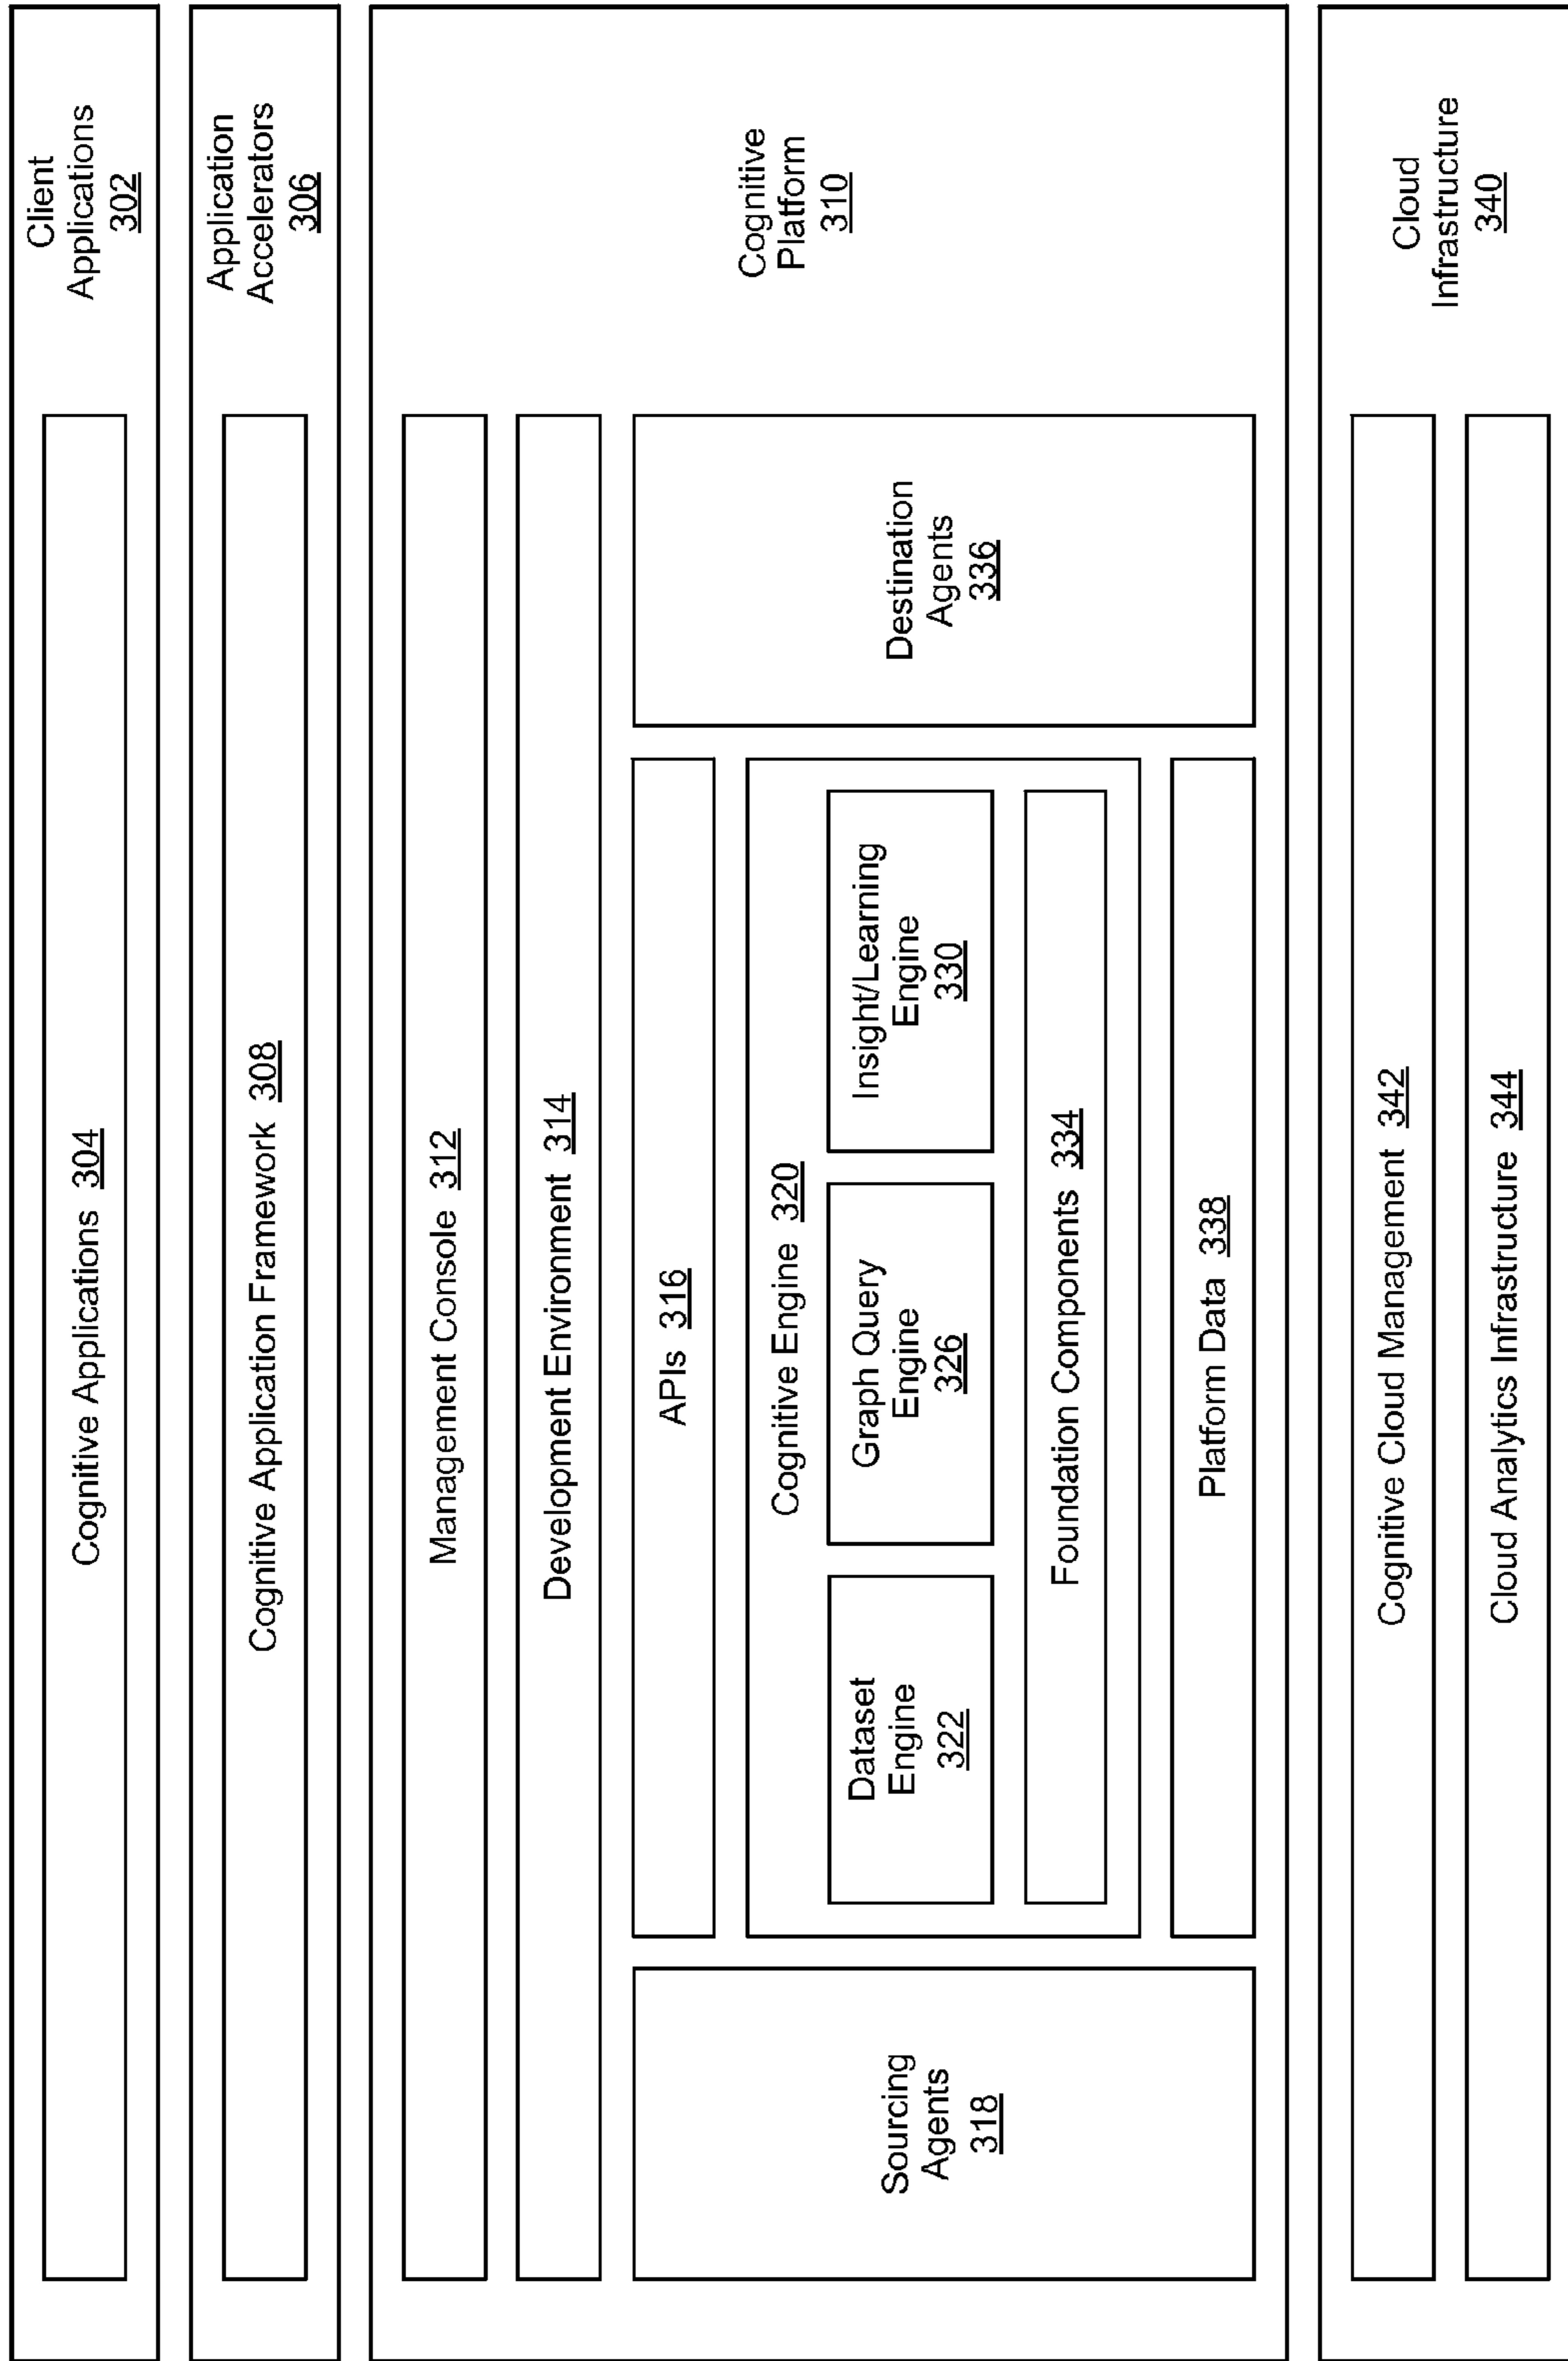 Client
Applications
302
Cognitive Applications 304
Application
Accelerators
306
Cognitive Application Framework 308
Cognitive
Platform
310
Management Console 312
Development Environment 314
Sourcing
Agents
318
APIs 316
Cognitive Engine 320
Dataset
Engine
322
Graph Query
Engine
326
Insight/Learning
Engine
330
Foundation Components 334
Platform Data 338
Destination
Agents
336
Cloud
Infrastructure
340
Cognitive Cloud Management 342
Cloud Analytics Infrastructure 344